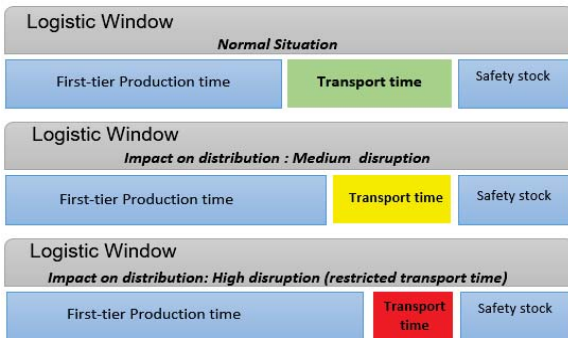 Logistic Window
Normal Situation
First-tier Production time
Transport time
Safety stock
Logistic Window
Impact on distribution : Medium disruption
First-tier Production time
Transport time
Safety stock
Logistic Window
Impact on distribution: High disruption (restricted transport time)
First-tier Production time
Transport
time
Safety stock